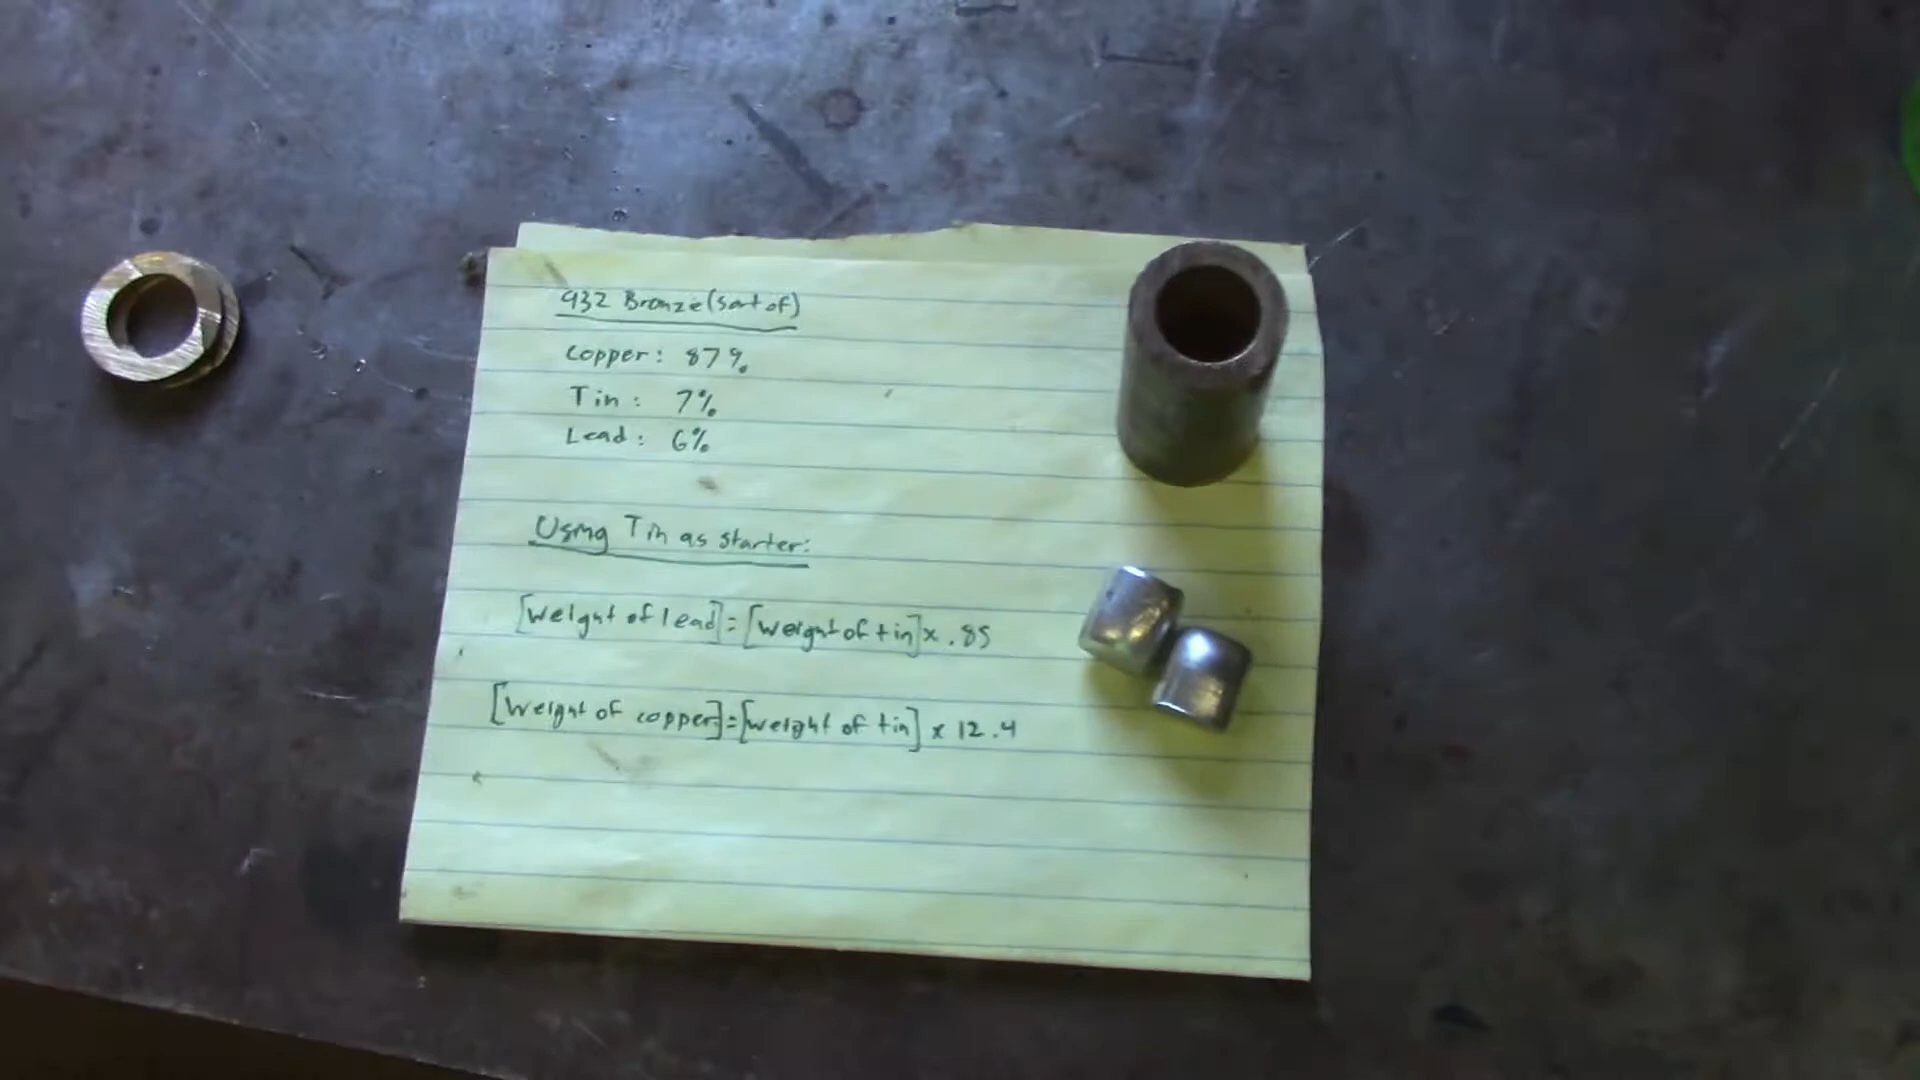 932 Bronze (sort of)
Copper: 87%
Tin: 7%
Lead: 6%
Using Tin as starter:
[weight of lead] = [weight of tin] x .85
[weight of copper] = [weight of tin] x 12.4